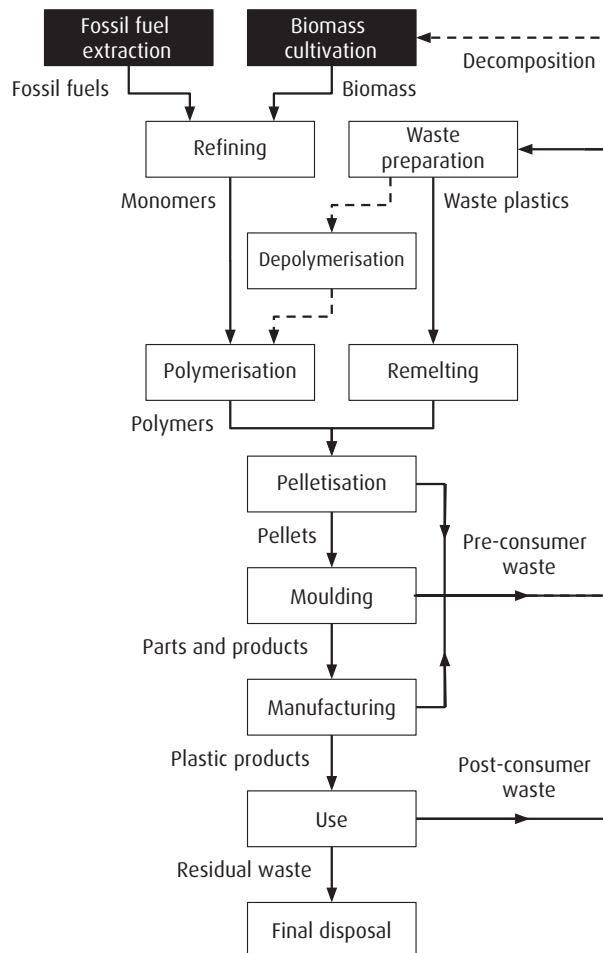 Fossil fuel
extraction
Biomass
cultivation
Decomposition
Fossil fuels
Biomass
Refining
Waste
preparation
Monomers
Waste plastics
Depolymerisation
Polymerisation
Remelting
Polymers
Pelletisation
Pellets
Pre-consumer
waste
Moulding
Parts and products
Manufacturing
Plastic products
Post-consumer
waste
Use
Residual waste
Final disposal